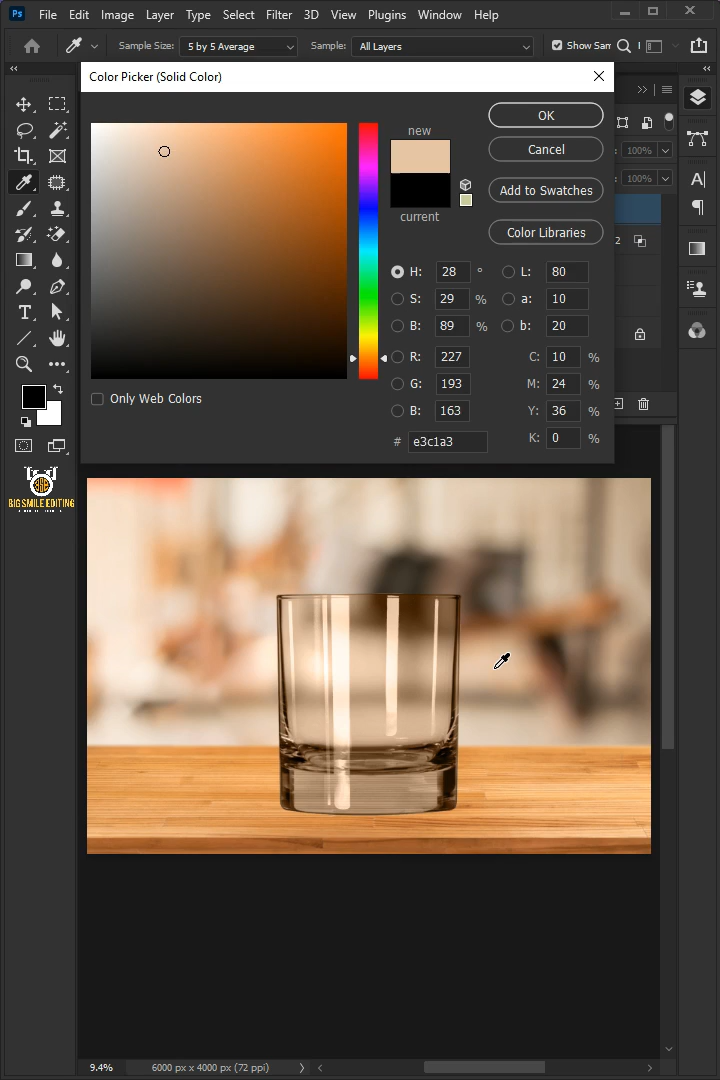 Ps File Edit Image Layer Type Select Filter 3D View Plugins Window Help
Sample Size: 5 by 5 Average Sample: All Layers Show Sam
Color Picker (Solid Color)
new
current
OK
Cancel
Add to Swatches
Color Libraries
100%
100%
2
H: 28 ° L: 80
S: 29 % a: 10
B: 89 % b: 20
R: 227 C: 10 %
G: 193 M: 24 %
B: 163 Y: 36 %
# e3c1a3 K: 0 %
Only Web Colors
BIG SMILE EDITING
9.4% 6000 px x 4000 px (72 ppi)